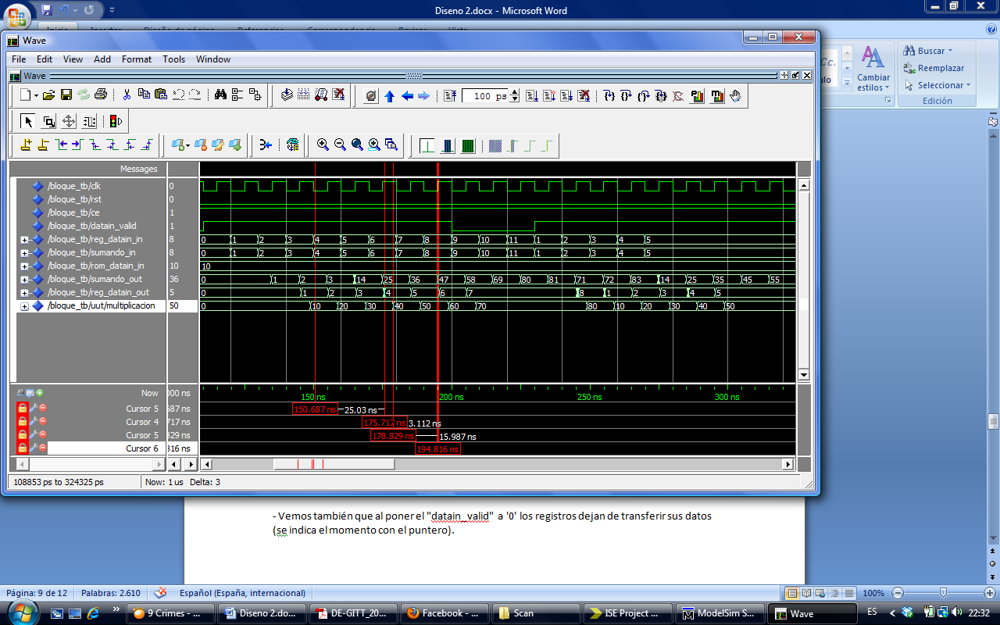 Diseno 2.docx - Microsoft Word
Wave
File Edit View Add Format Tools Window
Wave
100 ps
Buscar
Reemplazar
Seleccionar
Edición
Cambiar
estilos
Messages
/bloque_tb/clk 0
/bloque_tb/rst 0
/bloque_tb/ce 1
/bloque_tb/datain_valid 1
/bloque_tb/reg_datain_in 8 0 1 2 3 4 5 6 7 8 9 10 11 1 2 3 4 5
/bloque_tb/sumando_in 8 0 1 2 3 4 5 6 7 8 9 10 11 1 2 3 4 5
/bloque_tb/rom_datain_in 10 10
/bloque_tb/sumando_out 36 0 1 2 3 14 25 36 47 58 69 80 81 71 72 83 14 25 35 45 55
/bloque_tb/reg_datain_out 5 0 1 2 3 4 5 6 7 8 1 2 3 4 5
/bloque_tb/uut/multiplicacion 50 0 10 20 30 40 50 60 70 80 10 20 30 40 50
Now 000 ns 150 ns 200 ns 250 ns 300 ns
Cursor 5 687 ns 150.687 ns 25.03 ns
Cursor 4 717 ns 175.717 ns 3.112 ns
Cursor 5 829 ns 178.829 ns 15.987 ns
Cursor 6 816 ns 194.816 ns
108853 ps to 324325 ps Now: 1 us Delta: 3
- Vemos también que al poner el "datain_valid" a '0' los registros dejan de transferir sus datos
(se indica el momento con el puntero).
Página: 9 de 12 Palabras: 2.610 Español (España, internacional) 100%
9 Crimes - ... Diseno 2.do... DE-GITT_20... Facebook - ... Scan ISE Project ... ModelSim S... Wave ES 22:32